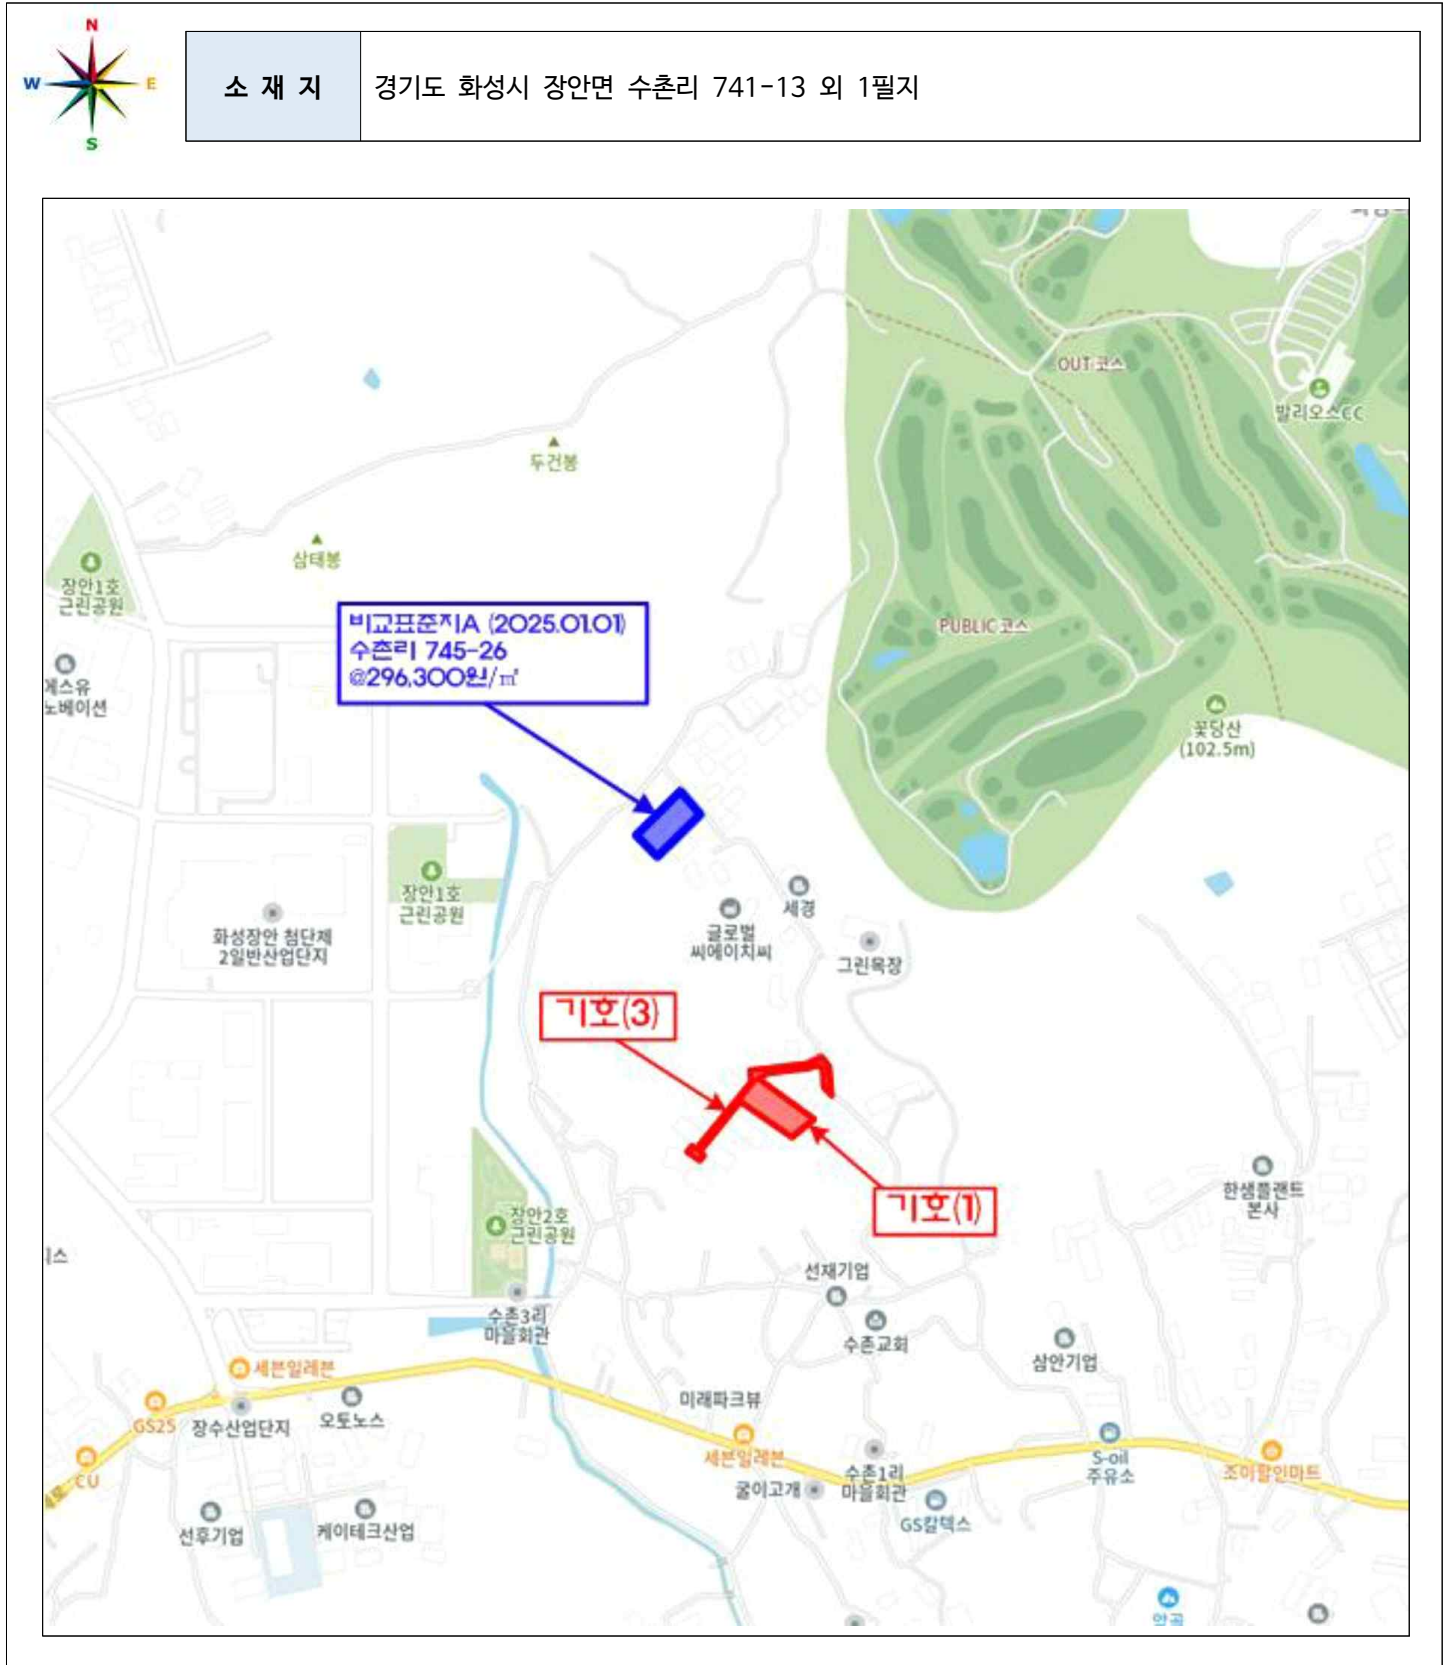 N
W
E
S
소 재 지
경기도 화성시 장안면 수촌리 741-13 외 1필지
OUT 코스
발리오스CC
두건봉
삼태봉
장안1호
근린공원
비교표준지A (2025.01.01)
수촌리 745-26
@296,300원/㎡
PUBLIC 코스
에스유
노베이션
꽃당산
(102.5m)
장안1호
근린공원
세경
글로벌
씨에이치씨
화성장안 첨단제
2일반산업단지
그린목장
기호(3)
기호(1)
한샘플랜트
본사
장안2호
근린공원
선재기업
수촌3리
마을회관
수촌교회
삼안기업
세븐일레븐
미래파크뷰
GS25
장수산업단지
오토노스
세븐일레븐
S-oil
주유소
조이할인마트
CU
수촌1리
마을회관
굴이고개
GS칼텍스
선후기업
케이테크산업